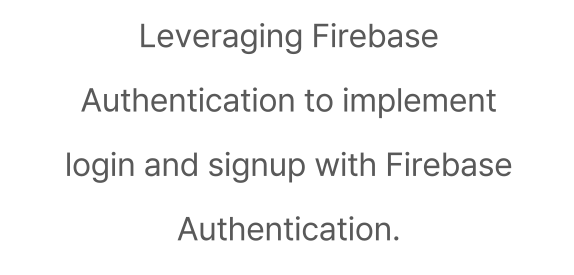 Leveraging Firebase
Authentication to implement
login and signup with Firebase
Authentication.